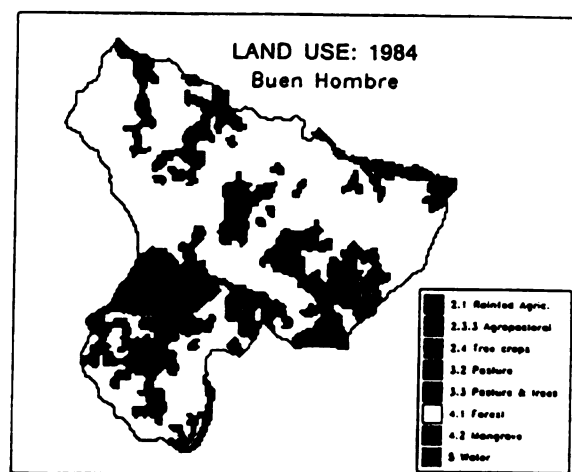 LAND USE: 1984
Buen Hombre
2.1 Rainfed Agric.
2.3.3 Agropastoral
2.4 Tree crops
3.2 Pasture
3.3 Pasture & trees
4.1 Forest
4.2 Mangrove
5 Water